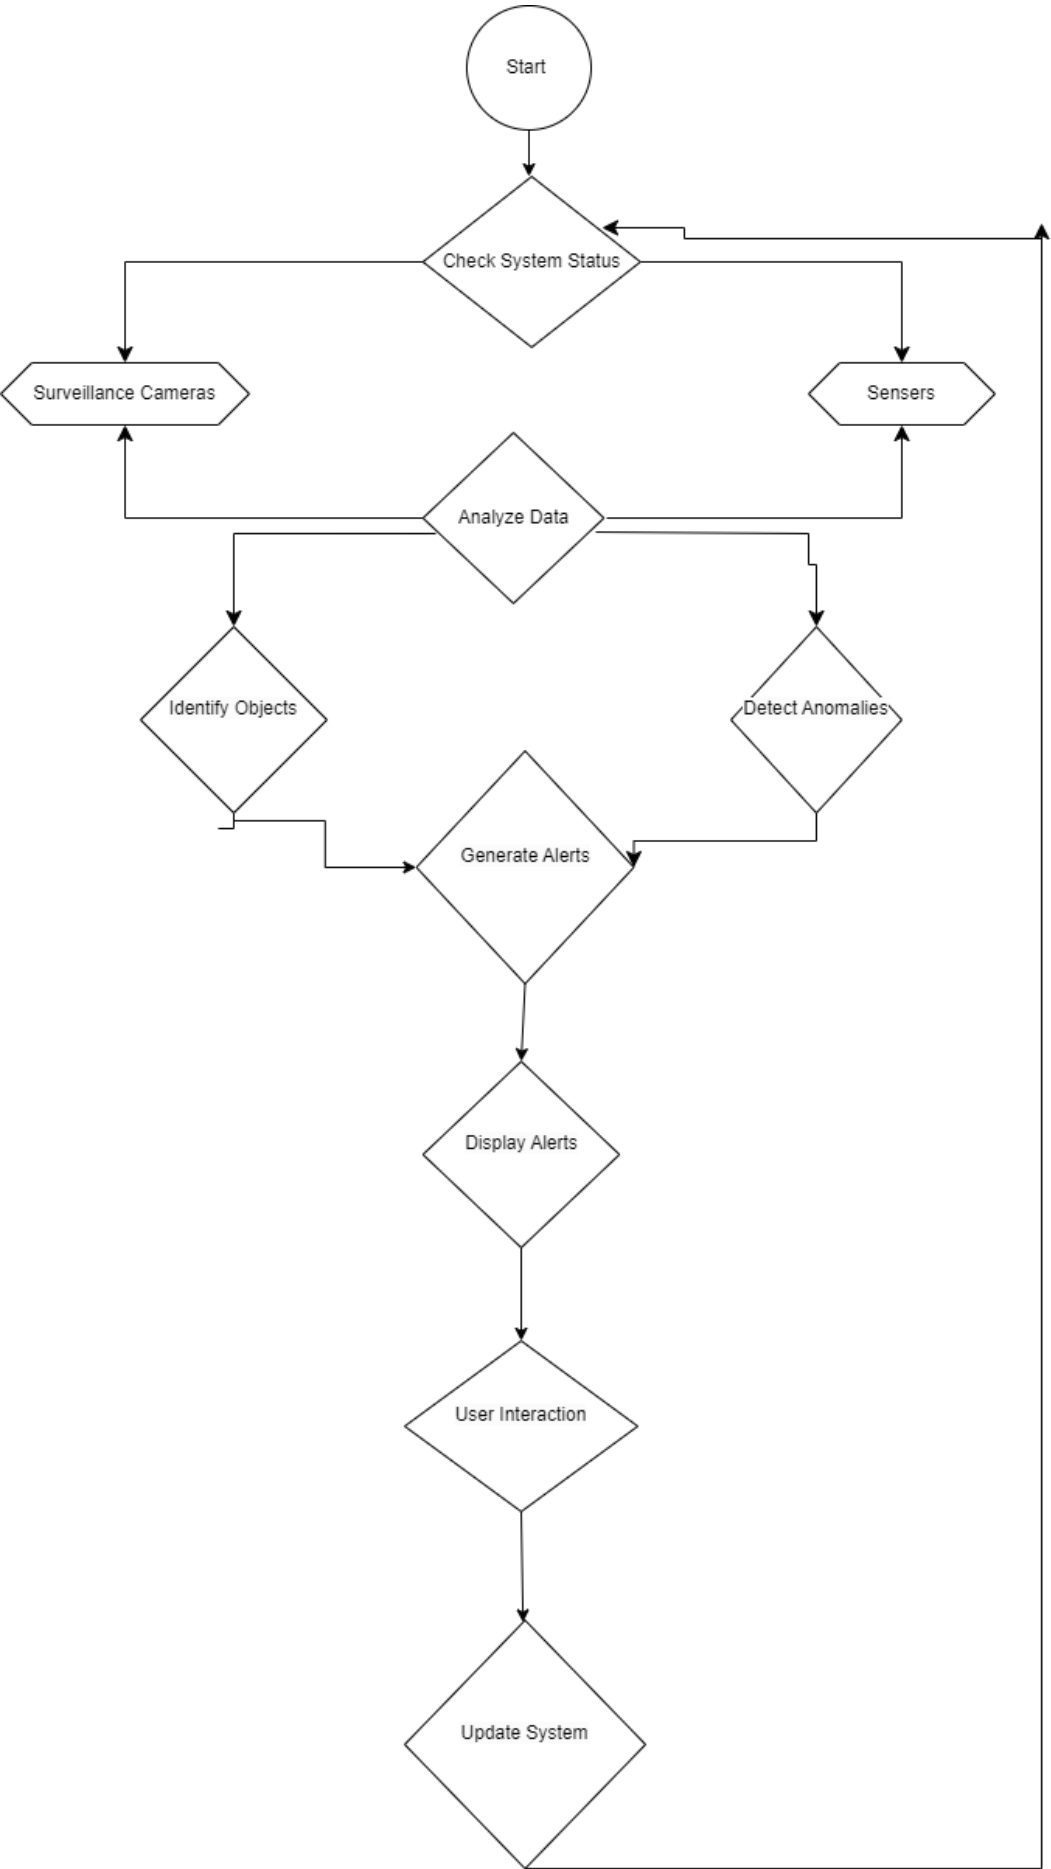 Start
Check System Status
Surveillance Cameras
Sensers
Analyze Data
Identify Objects
Detect Anomalies
Generate Alerts
Display Alerts
User Interaction
Update System